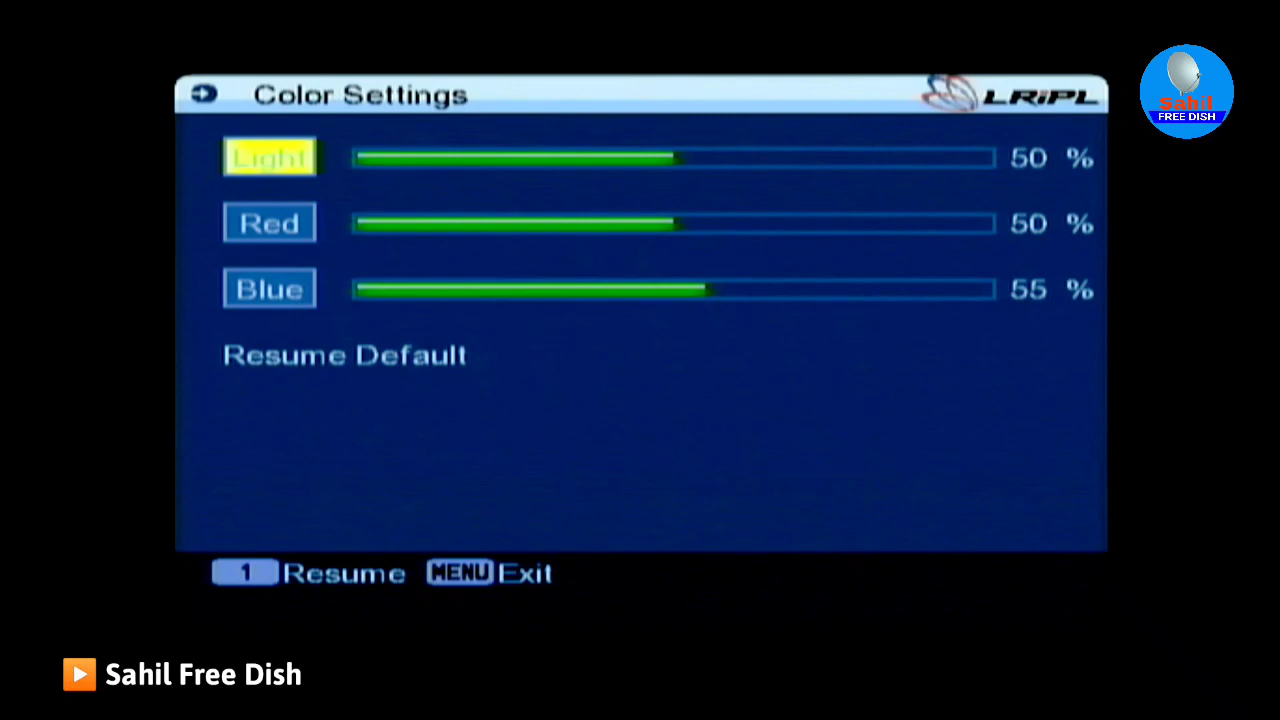 Color Settings
LRIPL
Sahil
FREE DISH
Light 50 %
Red 50 %
Blue 55 %
Resume Default
1 Resume MENU Exit
Sahil Free Dish